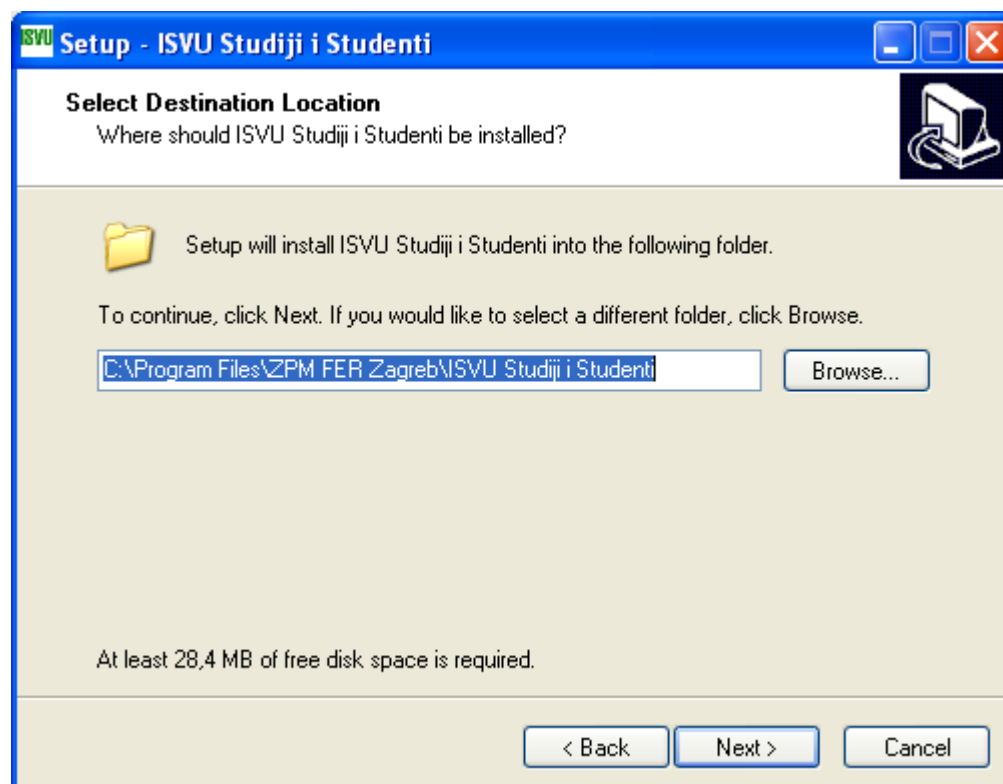 ISVU Setup - ISVU Studiji i Studenti
Select Destination Location
Where should ISVU Studiji i Studenti be installed?
Setup will install ISVU Studiji i Studenti into the following folder.
To continue, click Next. If you would like to select a different folder, click Browse.
C:\Program Files\ZPM FER Zagreb\ISVU Studiji i Studenti Browse...
At least 28,4 MB of free disk space is required.
< Back Next > Cancel